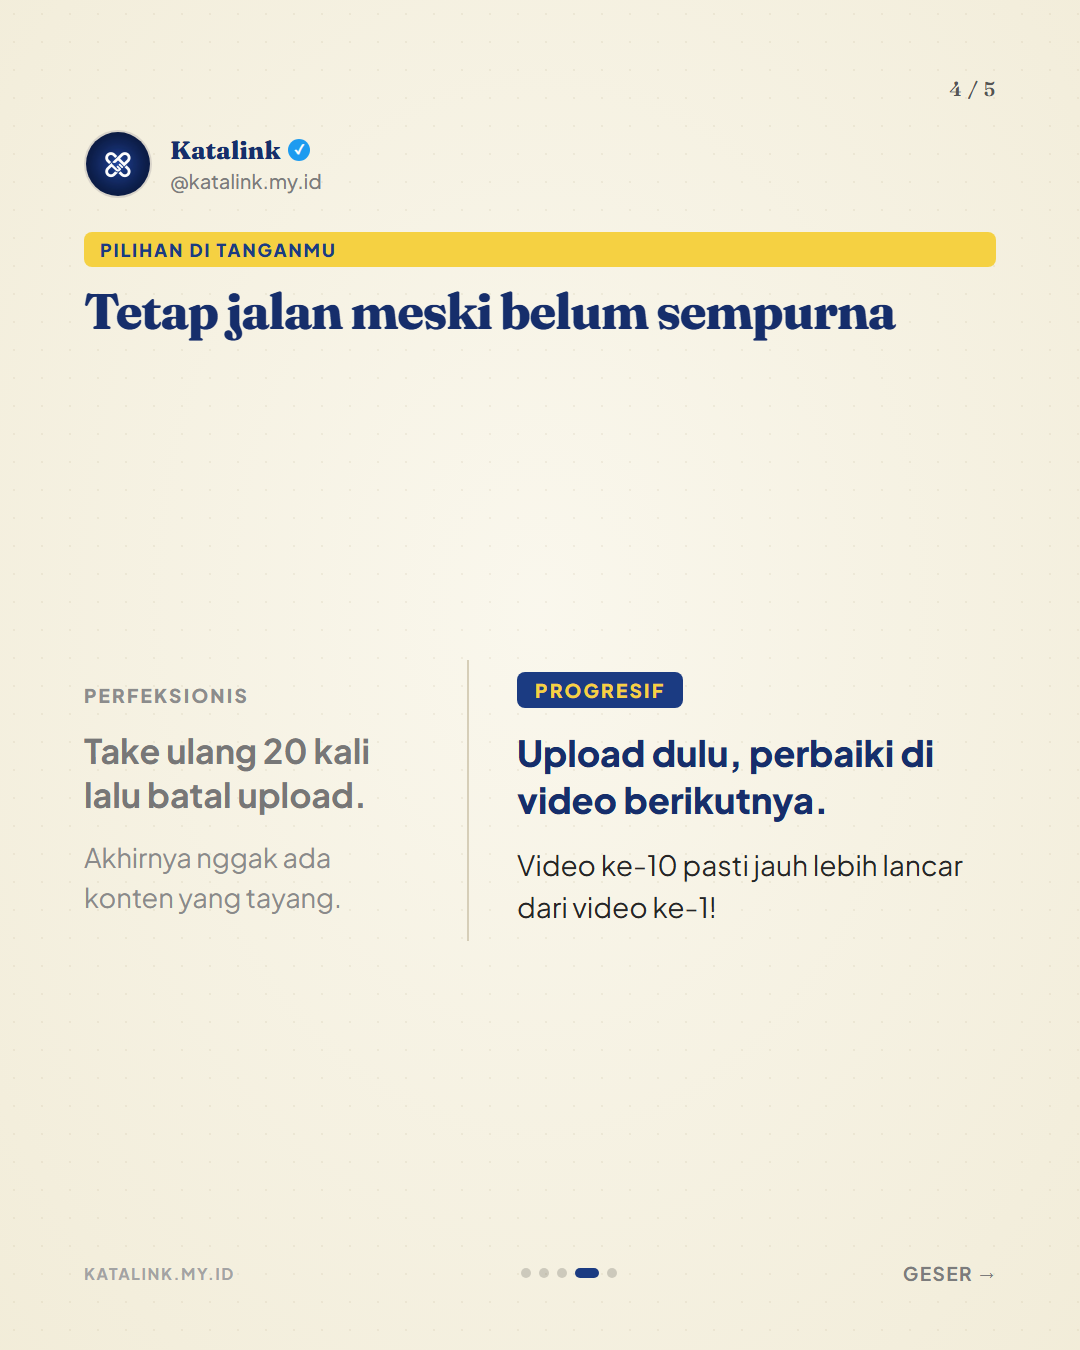 4 / 5
Katalink
@katalink.my.id
PILIHAN DI TANGANMU
Tetap jalan meski belum sempurna
PERFEKSIONIS
Take ulang 20 kali
lalu batal upload.
Akhirnya nggak ada
konten yang tayang.
PROGRESIF
Upload dulu, perbaiki di
video berikutnya.
Video ke-10 pasti jauh lebih lancar
dari video ke-1!
KATALINK.MY.ID
GESER →